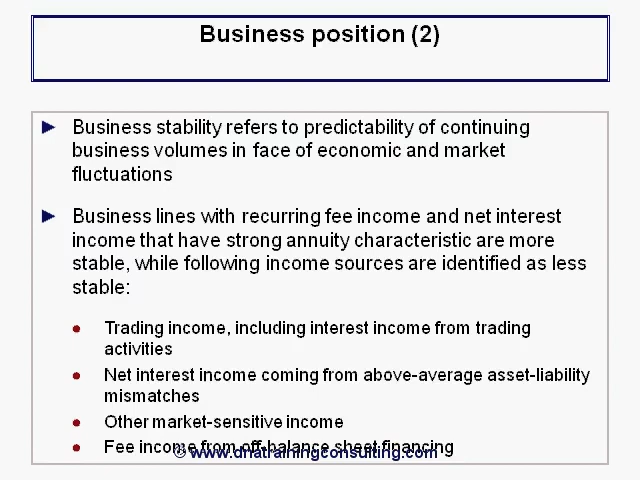 Business position (2)
Business stability refers to predictability of continuing
business volumes in face of economic and market
fluctuations
Business lines with recurring fee income and net interest
income that have strong annuity characteristic are more
stable, while following income sources are identified as less
stable:
Trading income, including interest income from trading
activities
Net interest income coming from above-average asset-liability
mismatches
Other market-sensitive income
Fee income from off-balance sheet financing
© www.dnatrainingconsulting.com